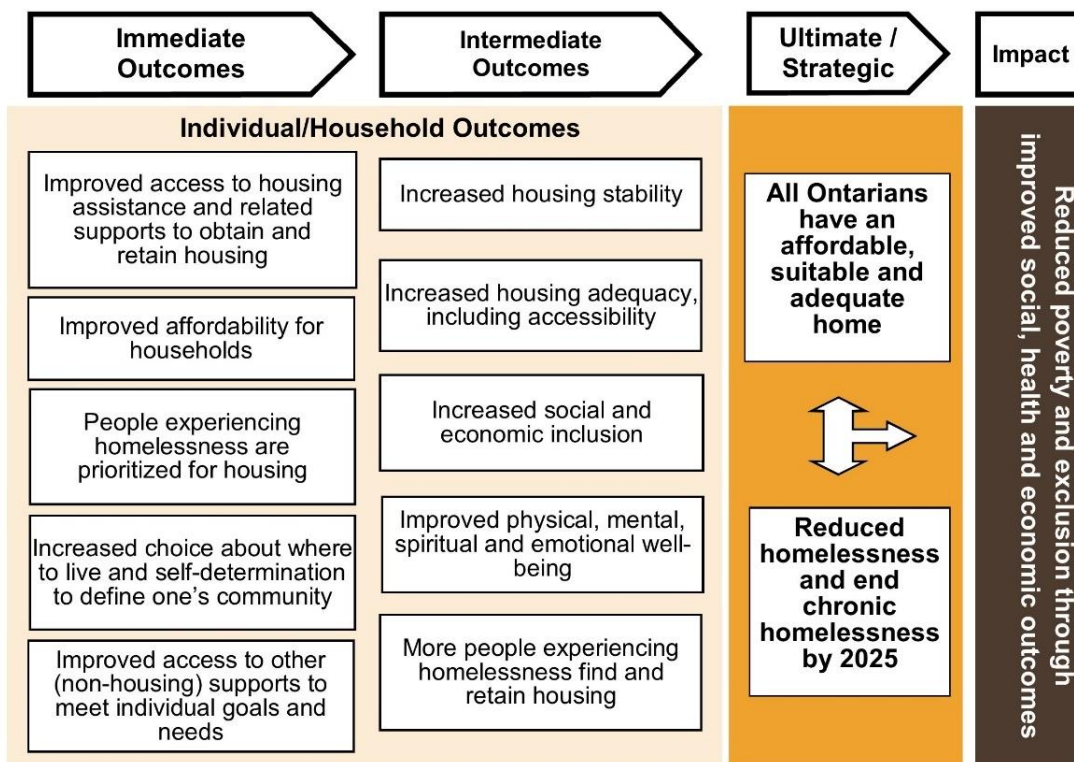 Immediate
Outcomes
Intermediate
Outcomes
Ultimate /
Strategic
Impact
Individual/Household Outcomes
Improved access to housing
assistance and related
supports to obtain and
retain housing
Improved affordability for
households
People experiencing
homelessness are
prioritized for housing
Increased choice about where
to live and self-determination
to define one’s community
Improved access to other
(non-housing) supports to
meet individual goals and
needs
Increased housing stability
Increased housing adequacy,
including accessibility
Increased social and
economic inclusion
Improved physical, mental,
spiritual and emotional well-
being
More people experiencing
homelessness find and
retain housing
All Ontarians
have an
affordable,
suitable and
adequate
home
Reduced
homelessness
and end
chronic
homelessness
by 2025
Reduced poverty and exclusion through
improved social, health and economic outcomes